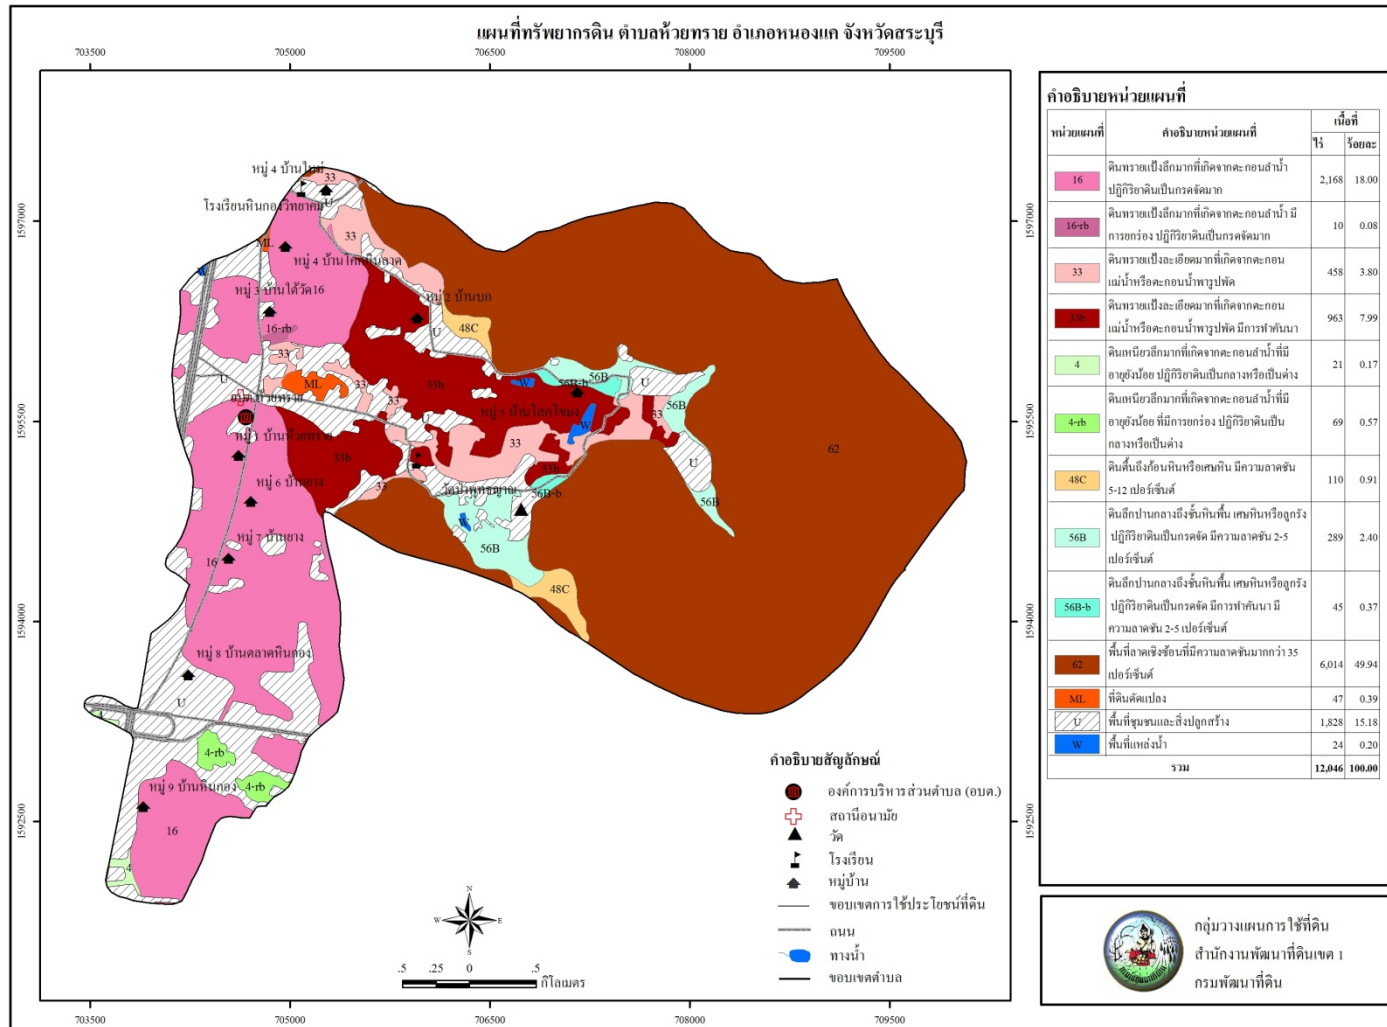 แผนที่ทรัพยากรดิน ตำบลห้วยทราย อำเภอหนองแค จังหวัดสระบุรี
703500 705000 706500 708000 709500
1597000 1597000
1595500 1595500
1594000 1594000
1592500 1592500
703500 705000 706500 708000 709500
หมู่ 4 บ้านใหม่
33
U
โรงเรียนหินกองวิทยาคม
ML
33
หมู่ 4 บ้านโคกหินลาด
W
หมู่ 3 บ้านใต้วัด 16
หมู่ 2 บ้านบก
16-rb
U
48C
33
ML
33
33b
56B
56B-b
U
U
33
56B
อบต.ห้วยทราย
U
หมู่ 5 บ้านโสกโขมง
W
W
33
หมู่ 1 บ้านห้วยทราย
33
62
33b
33b
U
หมู่ 6 บ้านยาง
33
วัดป่าพุทธญาณ
56B-b
56B
W
หมู่ 7 บ้านยาง
56B
16
48C
หมู่ 8 บ้านตลาดหินกอง
U
4
4-rb
4-rb
หมู่ 9 บ้านหินกอง
16
4
คำอธิบายสัญลักษณ์
องค์การบริหารส่วนตำบล (อบต.)
สถานีอนามัย
วัด
โรงเรียน
หมู่บ้าน
ขอบเขตการใช้ประโยชน์ที่ดิน
ถนน
ทางน้ำ
ขอบเขตตำบล
N
W E
S
.5 .25 0 .5
กิโลเมตร
คำอธิบายหน่วยแผนที่
หน่วยแผนที่ คำอธิบายหน่วยแผนที่ เนื้อที่
ไร่ ร้อยละ
16 ดินทรายแป้งลึกมากที่เกิดจากตะกอนลำน้ำ 2,168 18.00
ปฏิกิริยาดินเป็นกรดจัดมาก
16-rb ดินทรายแป้งลึกมากที่เกิดจากตะกอนลำน้ำ มี 10 0.08
การยกร่อง ปฏิกิริยาดินเป็นกรดจัดมาก
33 ดินทรายแป้งละเอียดมากที่เกิดจากตะกอน 458 3.80
แม่น้ำหรือตะกอนน้ำพารูปพัด
33b ดินทรายแป้งละเอียดมากที่เกิดจากตะกอน 963 7.99
แม่น้ำหรือตะกอนน้ำพารูปพัด มีการทำคันนา
4 ดินเหนียวลึกมากที่เกิดจากตะกอนลำน้ำที่มี 21 0.17
อายุยังน้อย ปฏิกิริยาดินเป็นกลางหรือเป็นด่าง
4-rb ดินเหนียวลึกมากที่เกิดจากตะกอนลำน้ำที่มี 69 0.57
อายุยังน้อย ที่มีการยกร่อง ปฏิกิริยาดินเป็น
กลางหรือเป็นด่าง
48C ดินตื้นถึงก้อนหินหรือเศษหิน มีความลาดชัน 110 0.91
5-12 เปอร์เซ็นต์
56B ดินลึกปานกลางถึงชั้นหินพื้น เศษหินหรือลูกรัง 289 2.40
ปฏิกิริยาดินเป็นกรดจัด มีความลาดชัน 2-5
เปอร์เซ็นต์
56B-b ดินลึกปานกลางถึงชั้นหินพื้น เศษหินหรือลูกรัง 45 0.37
ปฏิกิริยาดินเป็นกรดจัด มีการทำคันนา มี
ความลาดชัน 2-5 เปอร์เซ็นต์
62 พื้นที่ลาดเชิงซ้อนที่มีความลาดชันมากกว่า 35 6,014 49.94
เปอร์เซ็นต์
ML ที่ดินดัดแปลง 47 0.39
U พื้นที่ชุมชนและสิ่งปลูกสร้าง 1,828 15.18
W พื้นที่แหล่งน้ำ 24 0.20
รวม 12,046 100.00
กลุ่มวางแผนการใช้ที่ดิน
สำนักงานพัฒนาที่ดินเขต 1
กรมพัฒนาที่ดิน